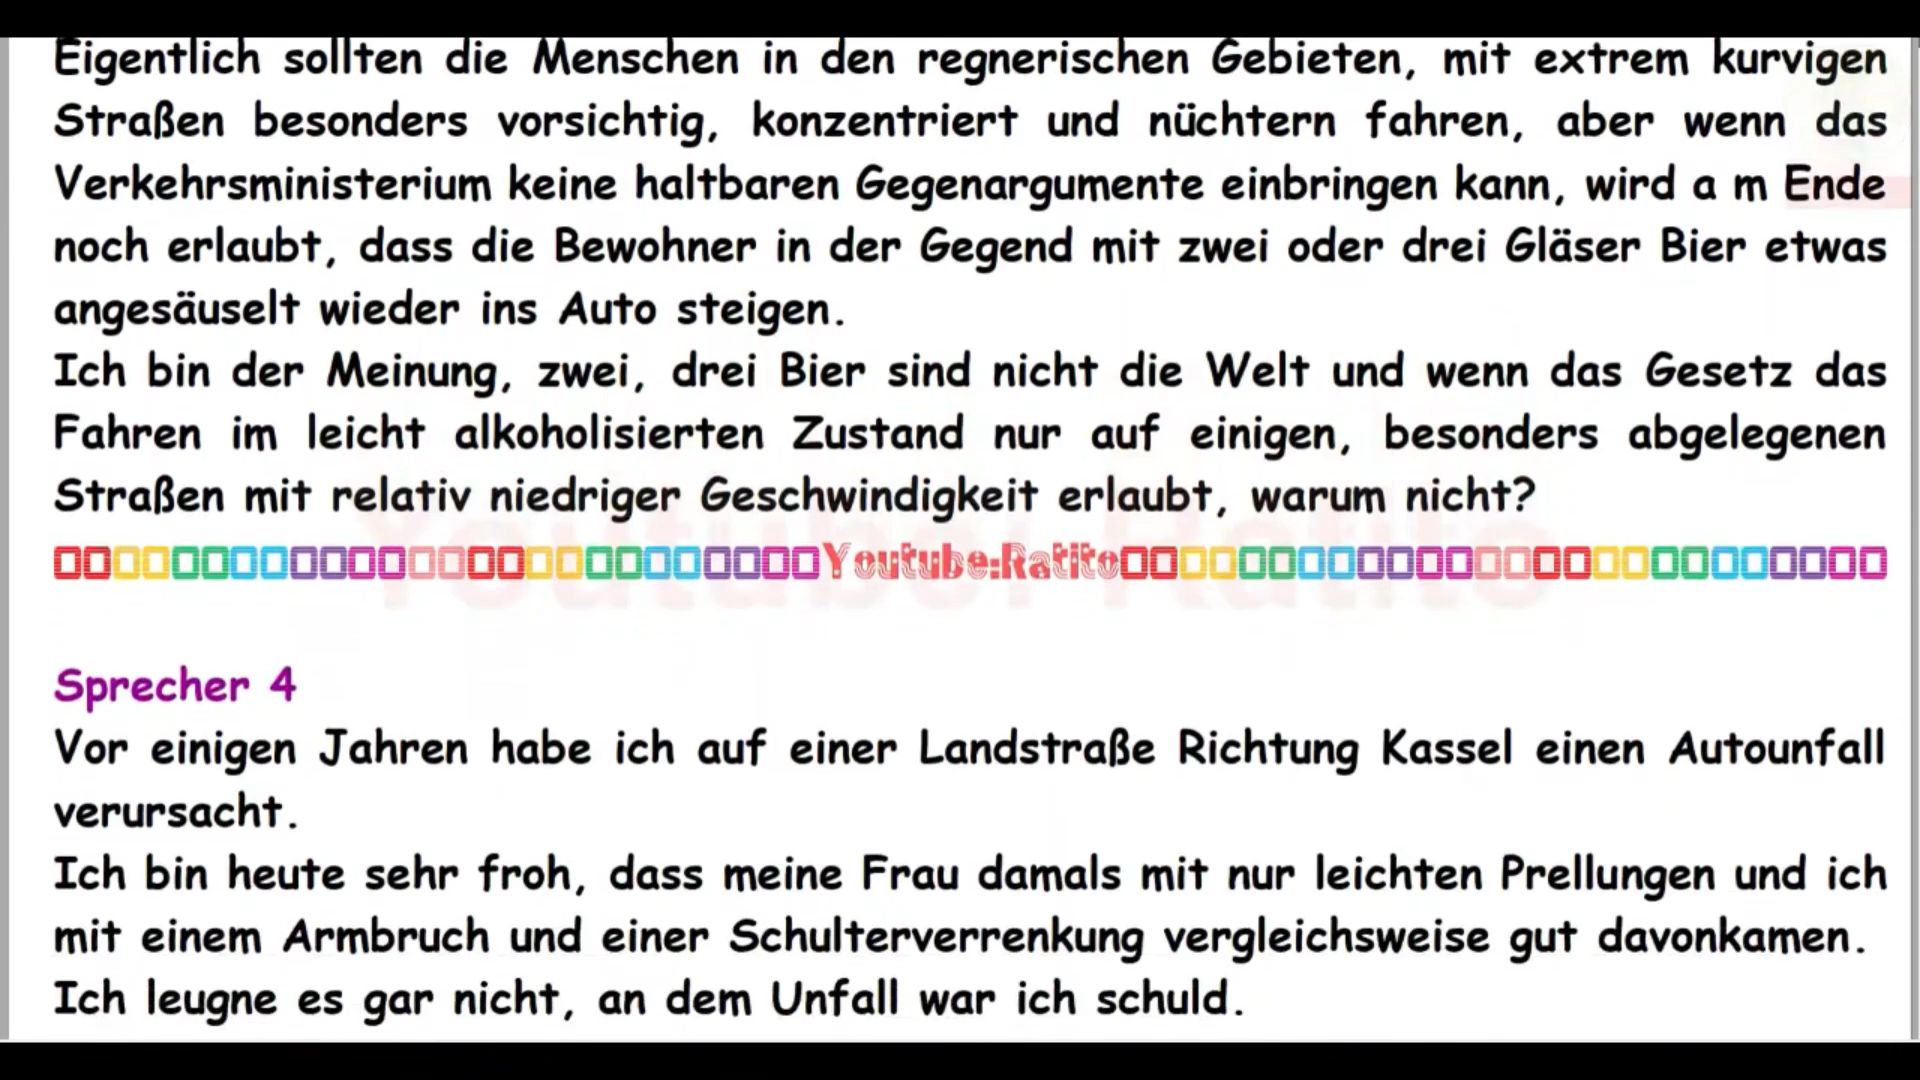 Eigentlich sollten die Menschen in den regnerischen Gebieten, mit extrem kurvigen
Straßen besonders vorsichtig, konzentriert und nüchtern fahren, aber wenn das
Verkehrsministerium keine haltbaren Gegenargumente einbringen kann, wird a m Ende
noch erlaubt, dass die Bewohner in der Gegend mit zwei oder drei Gläser Bier etwas
angesäuselt wieder ins Auto steigen.
Ich bin der Meinung, zwei, drei Bier sind nicht die Welt und wenn das Gesetz das
Fahren im leicht alkoholisierten Zustand nur auf einigen, besonders abgelegenen
Straßen mit relativ niedriger Geschwindigkeit erlaubt, warum nicht?
Youtube:Ratito
Sprecher 4
Vor einigen Jahren habe ich auf einer Landstraße Richtung Kassel einen Autounfall
verursacht.
Ich bin heute sehr froh, dass meine Frau damals mit nur leichten Prellungen und ich
mit einem Armbruch und einer Schulterverrenkung vergleichsweise gut davonkamen.
Ich leugne es gar nicht, an dem Unfall war ich schuld.